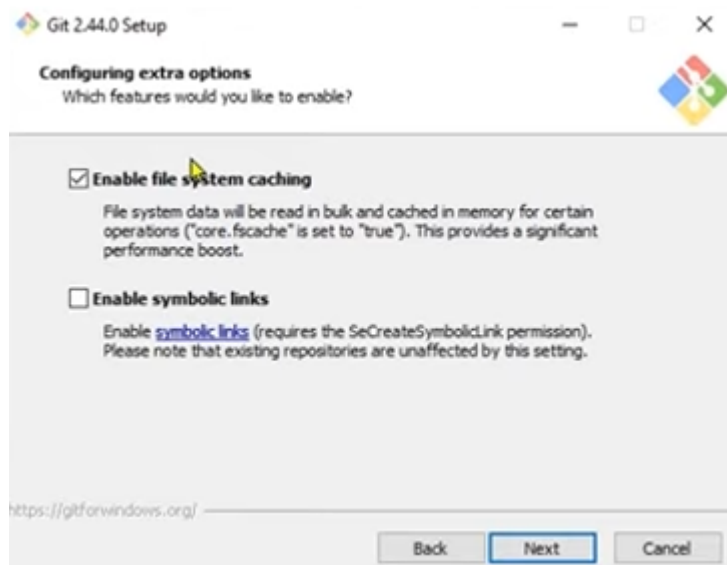 Git 2.44.0 Setup
Configuring extra options
Which features would you like to enable?
Enable file system caching
File system data will be read in bulk and cached in memory for certain
operations ("core.fscache" is set to "true"). This provides a significant
performance boost.
Enable symbolic links
Enable symbolic links (requires the SeCreateSymbolicLink permission).
Please note that existing repositories are unaffected by this setting.
https://gitforwindows.org/
Back Next Cancel